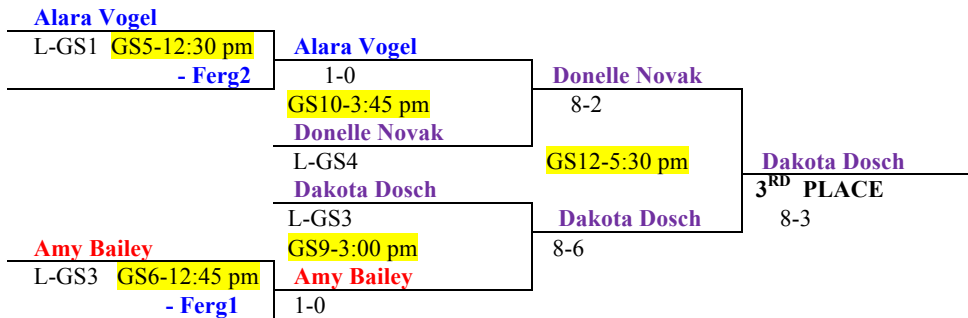 Alara Vogel
L-GS1 GS5-12:30 pm
Alara Vogel
- Ferg2
1-0
Donelle Novak
GS10-3:45 pm
8-2
Donelle Novak
L-GS4
GS12-5:30 pm
Dakota Dosch
Dakota Dosch
3RD PLACE
L-GS3
Dakota Dosch
8-3
GS9-3:00 pm
8-6
Amy Bailey
L-GS3 GS6-12:45 pm
Amy Bailey
- Ferg1
1-0